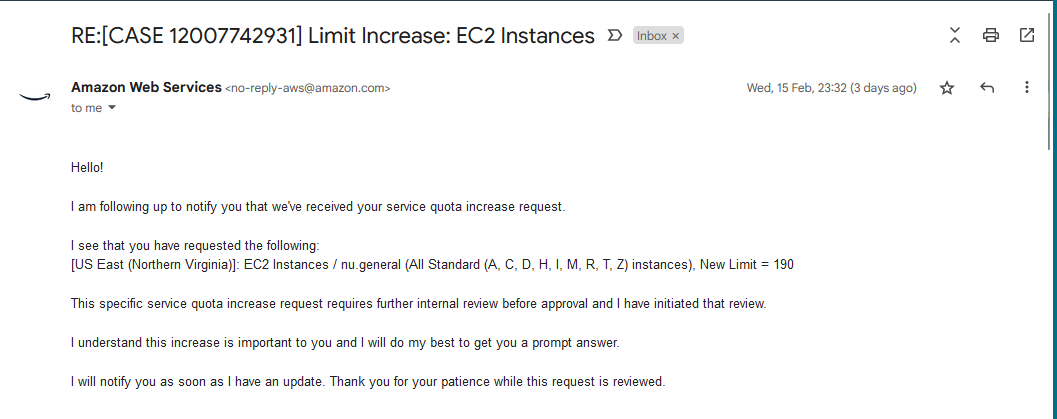 RE:[CASE 12007742931] Limit Increase: EC2 Instances Inbox ×
Amazon Web Services <no-reply-aws@amazon.com> Wed, 15 Feb, 23:32 (3 days ago)
to me
Hello!
I am following up to notify you that we've received your service quota increase request.
I see that you have requested the following:
[US East (Northern Virginia)]: EC2 Instances / nu.general (All Standard (A, C, D, H, I, M, R, T, Z) instances), New Limit = 190
This specific service quota increase request requires further internal review before approval and I have initiated that review.
I understand this increase is important to you and I will do my best to get you a prompt answer.
I will notify you as soon as I have an update. Thank you for your patience while this request is reviewed.